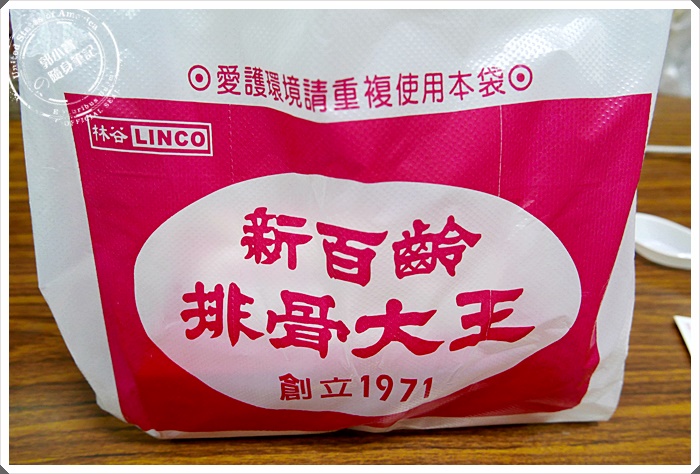 ⊙愛護環境請重複使用本袋⊙
林谷 LINCO
新百齡
排骨大王
創立1971